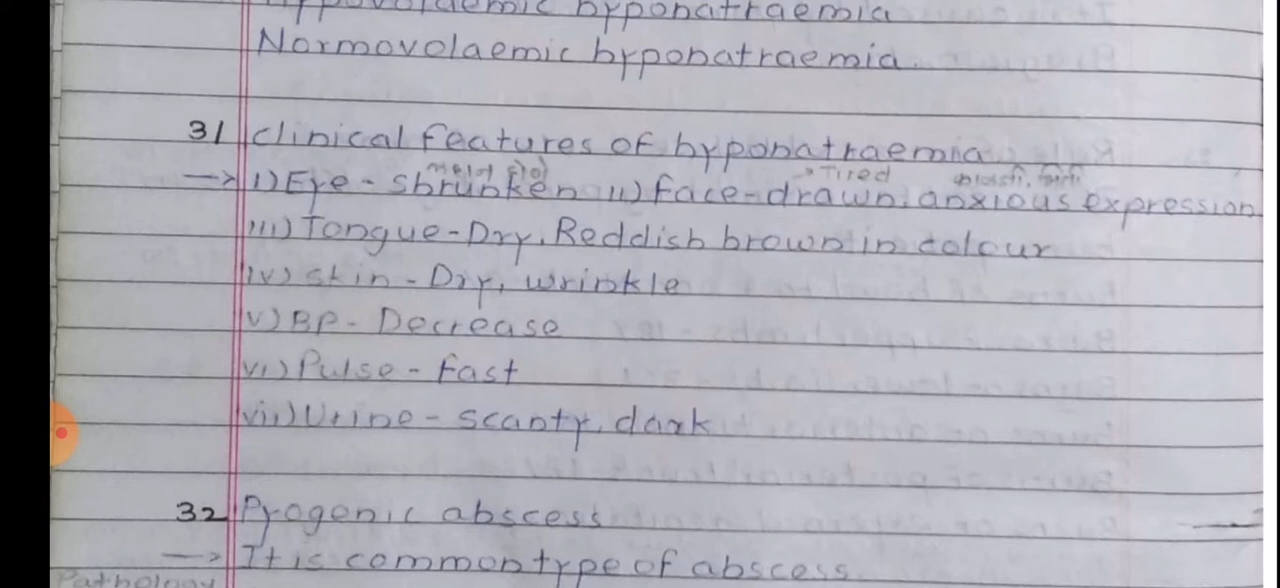 hyponatraemia
Normovolaemic hyponatraemia.
31 Clinical features of hyponatraemia
→Tired
→ i) Eye - shrunken ii) Face-drawn, anxious expression
iii) Tongue-Dry, Reddish brown in colour
iv) Skin - Dry, wrinkle
v) BP - Decrease
vi) Pulse - Fast
vii) Urine - scanty, dark
32 Pyogenic abscess
→ It is common type of abscess.
Pathology